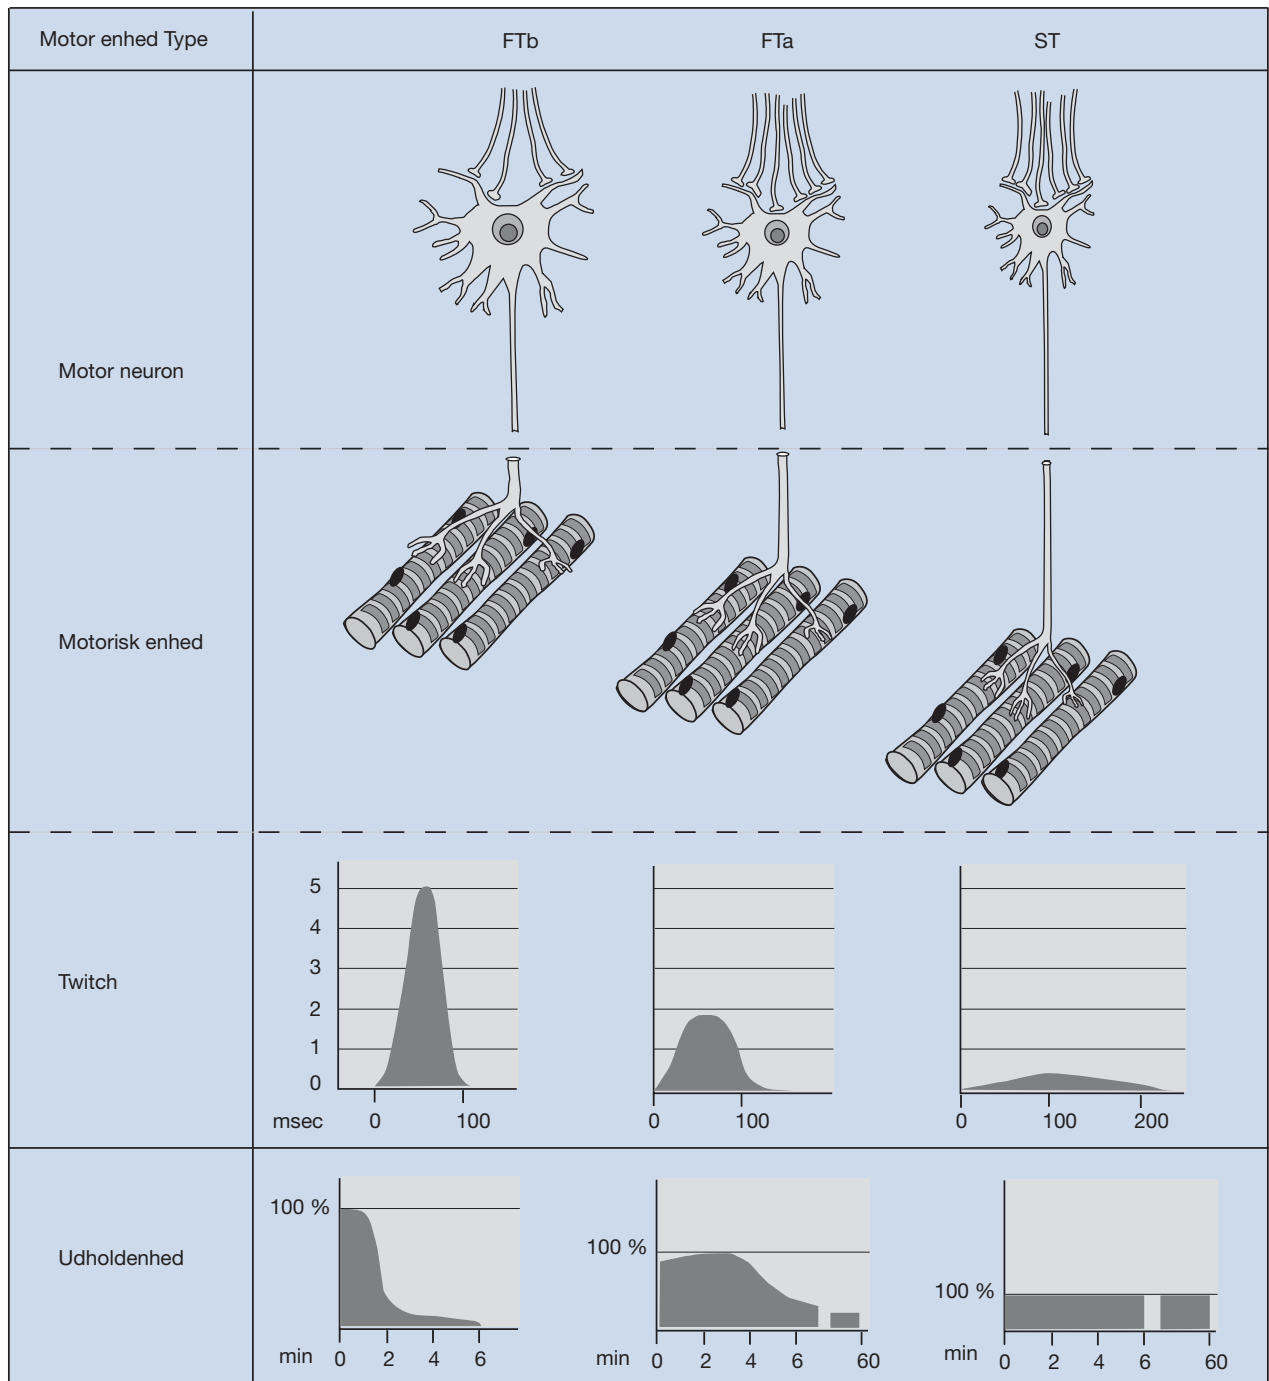 Motor enhed Type FTb FTa ST
Motor neuron
Motorisk enhed
Twitch
5
4
3
2
1
0
msec 0 100 0 100 0 100 200
Udholdenhed
100 %
100 %
100 %
min 0 2 4 6 min 0 2 4 6 60 min 0 2 4 6 60